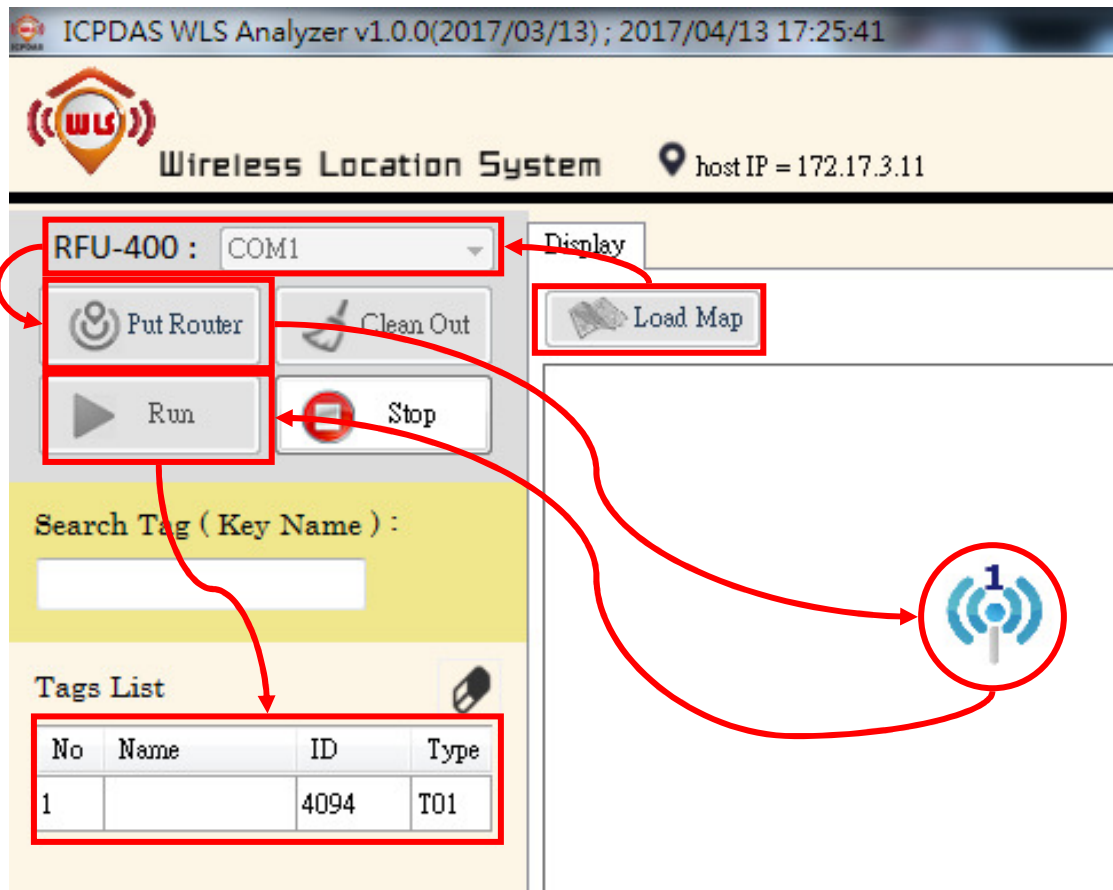 ICPDAS WLS Analyzer v1.0.0(2017/03/13) ; 2017/04/13 17:25:41
ICPDAS
((WLS))
Wireless Location System
host IP = 172.17.3.11
RFU-400 : COM1
Display
Put Router
Clean Out
Load Map
Run
Stop
Search Tag ( Key Name ) :
1
Tags List
No Name ID Type
1 4094 T01